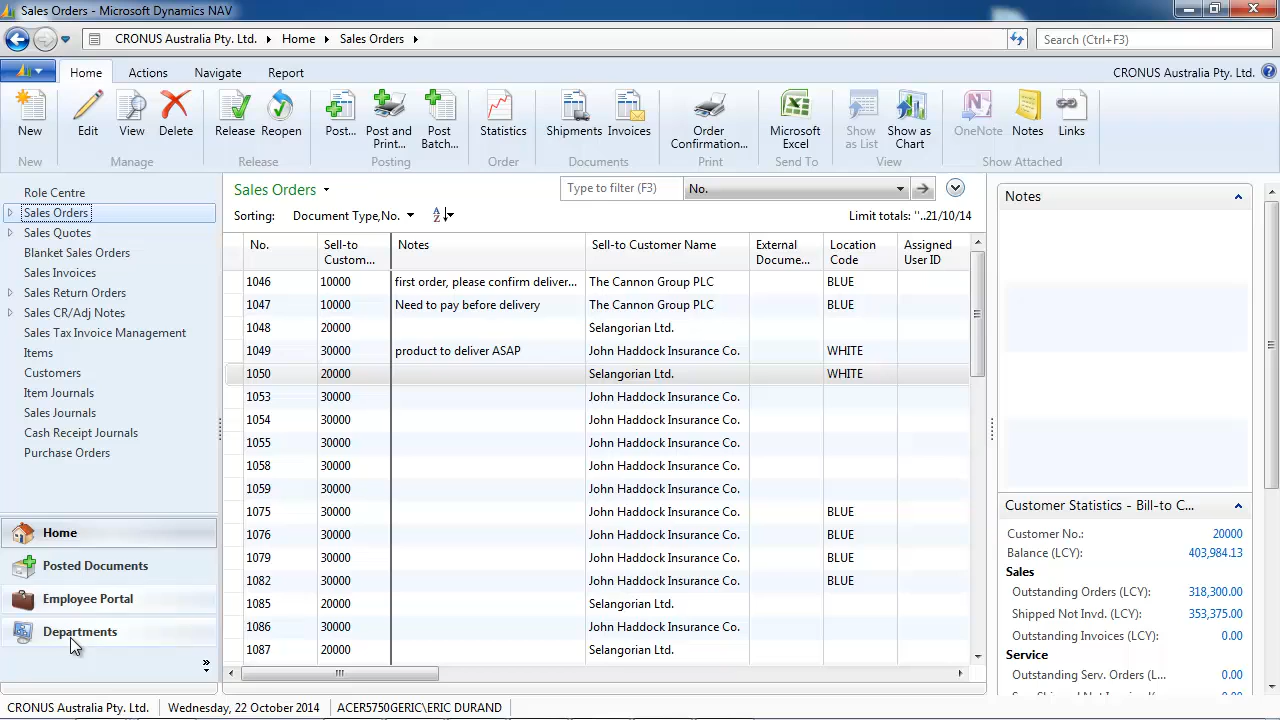 Sales Orders - Microsoft Dynamics NAV
CRONUS Australia Pty. Ltd. Home Sales Orders
Search (Ctrl+F3)
Home Actions Navigate Report
CRONUS Australia Pty. Ltd.
New Edit View Delete Release Reopen Post... Post and Print... Post Batch... Statistics Shipments Invoices Order Confirmation... Microsoft Excel Show as List Show as Chart OneNote Notes Links
New Manage Release Posting Order Documents Print Send To View Show Attached
Role Centre
Sales Orders
Sales Quotes
Blanket Sales Orders
Sales Invoices
Sales Return Orders
Sales CR/Adj Notes
Sales Tax Invoice Management
Items
Customers
Item Journals
Sales Journals
Cash Receipt Journals
Purchase Orders
Home
Posted Documents
Employee Portal
Departments
Sales Orders
Type to filter (F3) No.
Sorting: Document Type,No.
Limit totals: ''..21/10/14
No. Sell-to Custom... Notes Sell-to Customer Name External Docume... Location Code Assigned User ID
1046 10000 first order, please confirm deliver... The Cannon Group PLC BLUE
1047 10000 Need to pay before delivery The Cannon Group PLC BLUE
1048 20000 Selangorian Ltd.
1049 30000 product to deliver ASAP John Haddock Insurance Co. WHITE
1050 20000 Selangorian Ltd. WHITE
1053 30000 John Haddock Insurance Co.
1054 30000 John Haddock Insurance Co.
1055 30000 John Haddock Insurance Co.
1058 30000 John Haddock Insurance Co.
1059 30000 John Haddock Insurance Co.
1075 30000 John Haddock Insurance Co. BLUE
1076 30000 John Haddock Insurance Co. BLUE
1079 30000 John Haddock Insurance Co. BLUE
1082 30000 John Haddock Insurance Co. BLUE
1085 20000 Selangorian Ltd.
1086 30000 John Haddock Insurance Co.
1087 20000 Selangorian Ltd.
Notes
Customer Statistics - Bill-to C...
Customer No.: 20000
Balance (LCY): 403,984.13
Sales
Outstanding Orders (LCY): 318,300.00
Shipped Not Invd. (LCY): 353,375.00
Outstanding Invoices (LCY): 0.00
Service
Outstanding Serv. Orders (L... 0.00
CRONUS Australia Pty. Ltd. Wednesday, 22 October 2014 ACER5750GERIC\ERIC DURAND